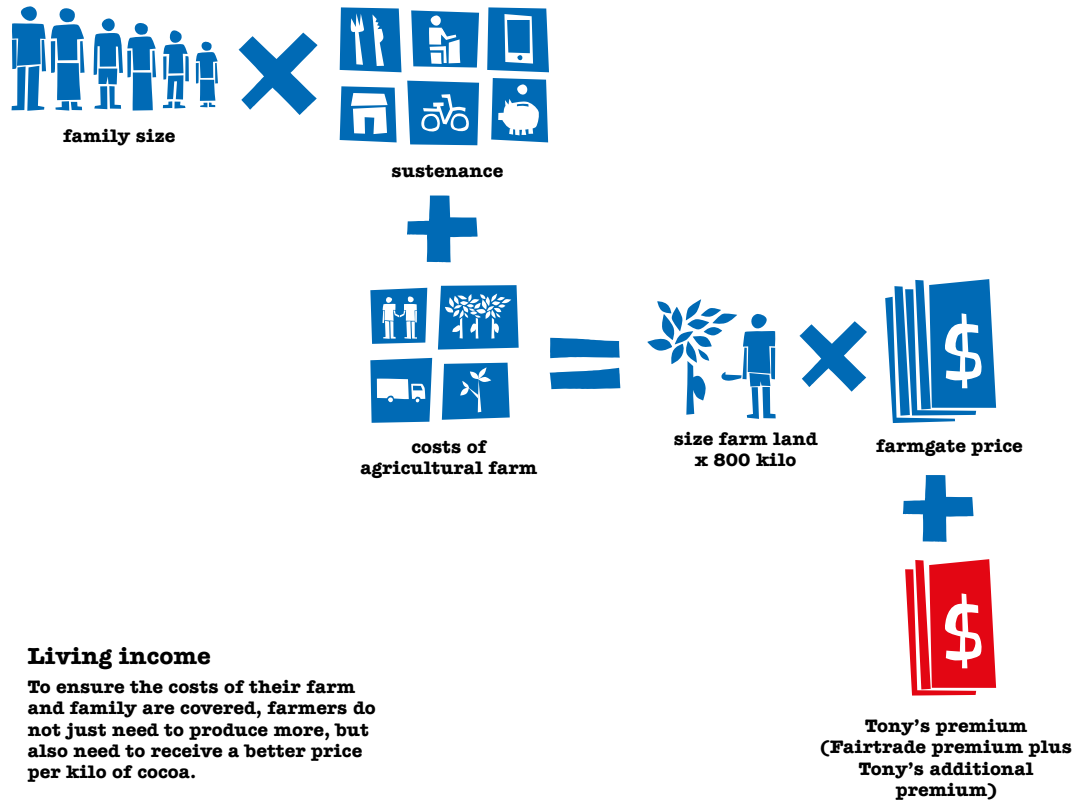 family size
sustenance
costs of
agricultural farm
size farm land
x 800 kilo
farmgate price
$
$
Tony's premium
(Fairtrade premium plus
Tony's additional
premium)
Living income
To ensure the costs of their farm
and family are covered, farmers do
not just need to produce more, but
also need to receive a better price
per kilo of cocoa.